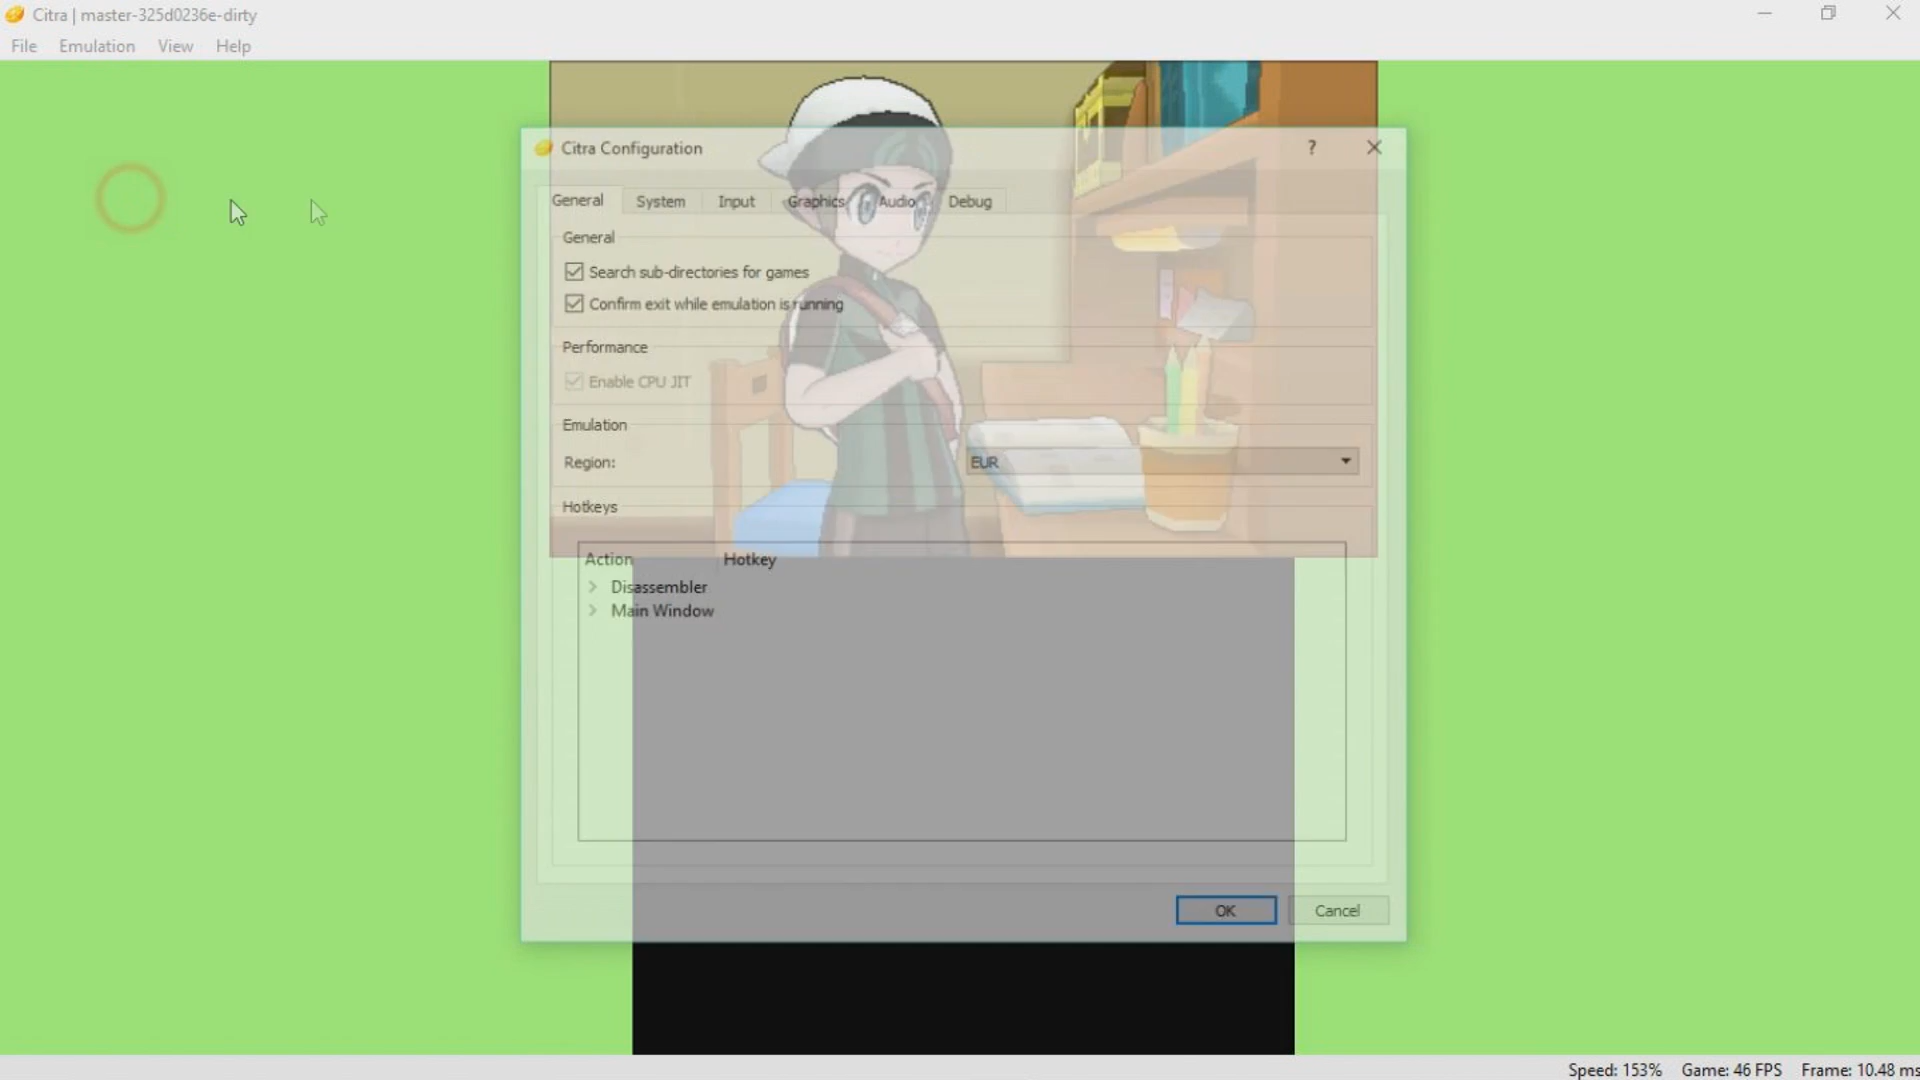 Citra | master-325d0236e-dirty
File Emulation View Help
Citra Configuration ?
General System Input Graphics Audio Debug
General
Search sub-directories for games
Confirm exit while emulation is running
Performance
Enable CPU JIT
Emulation
Region: EUR
Hotkeys
Action Hotkey
Disassembler
Main Window
OK Cancel
Speed: 153% Game: 46 FPS Frame: 10.48 ms